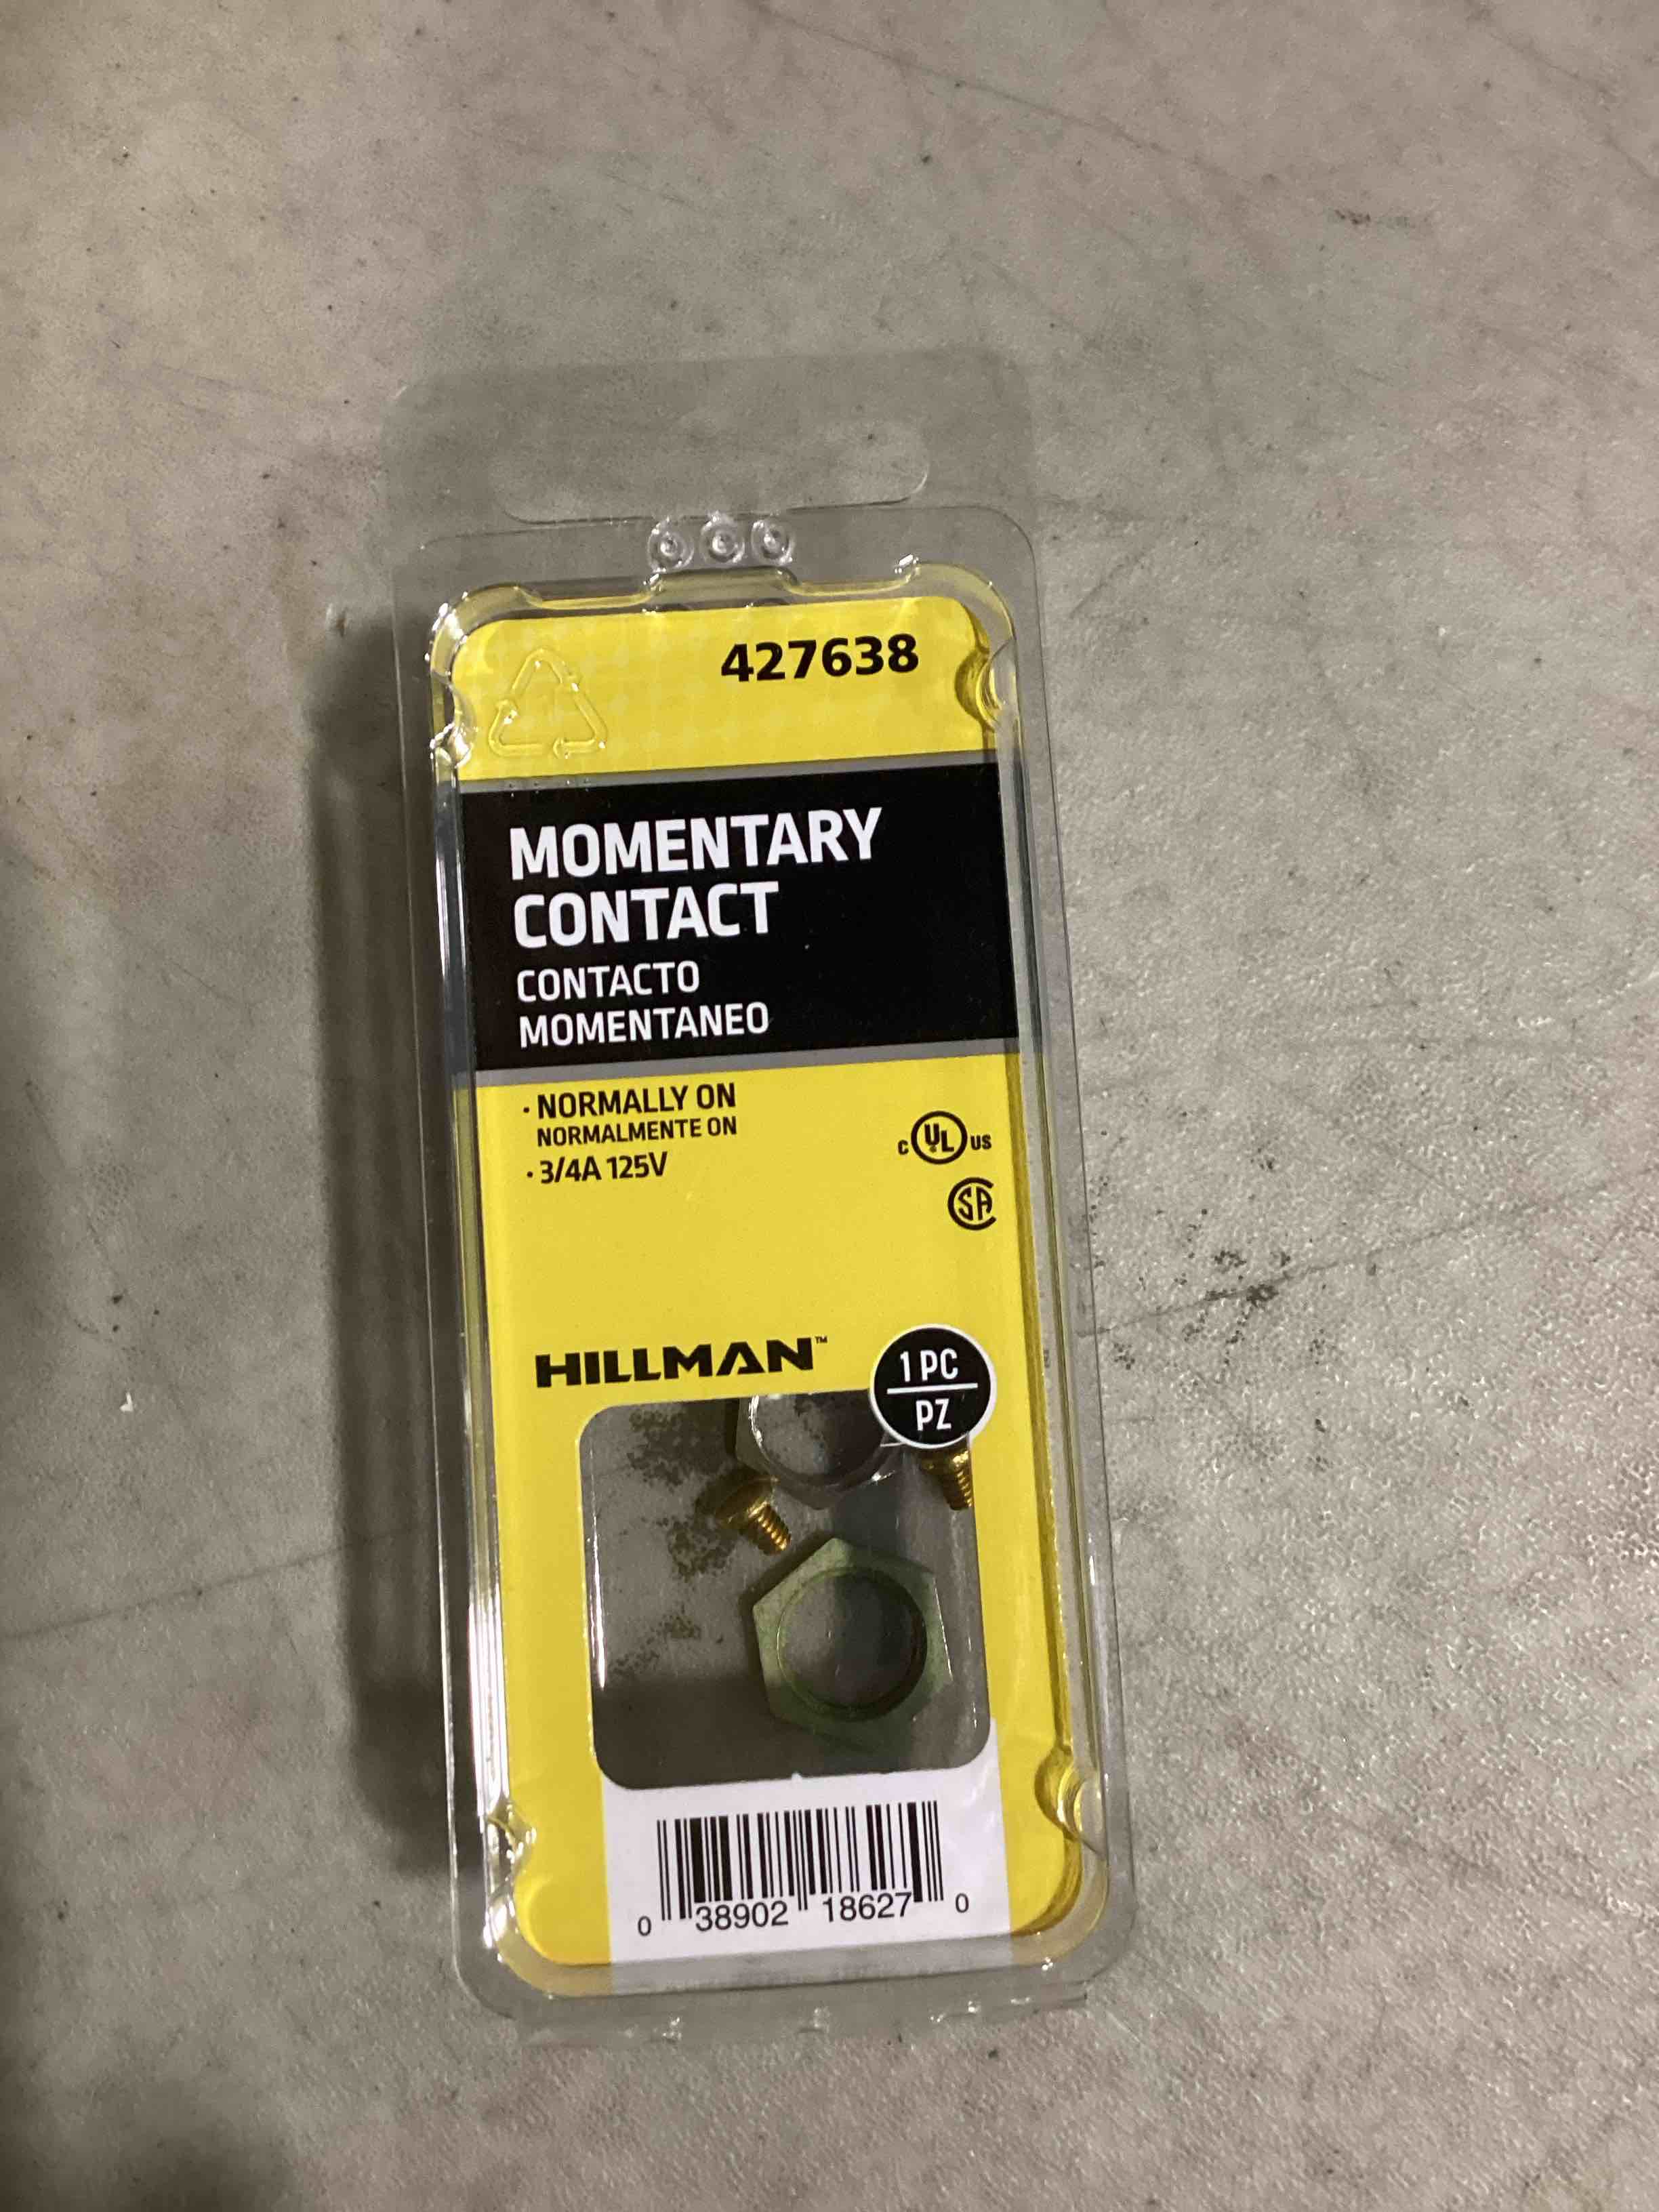 427638
MOMENTARY
CONTACT
CONTACTO
MOMENTANEO
· NORMALLY ON
NORMALMENTE ON
· 3/4A 125V
C UL US
SA
HILLMAN™
1 PC
PZ
0 38902 18627 0